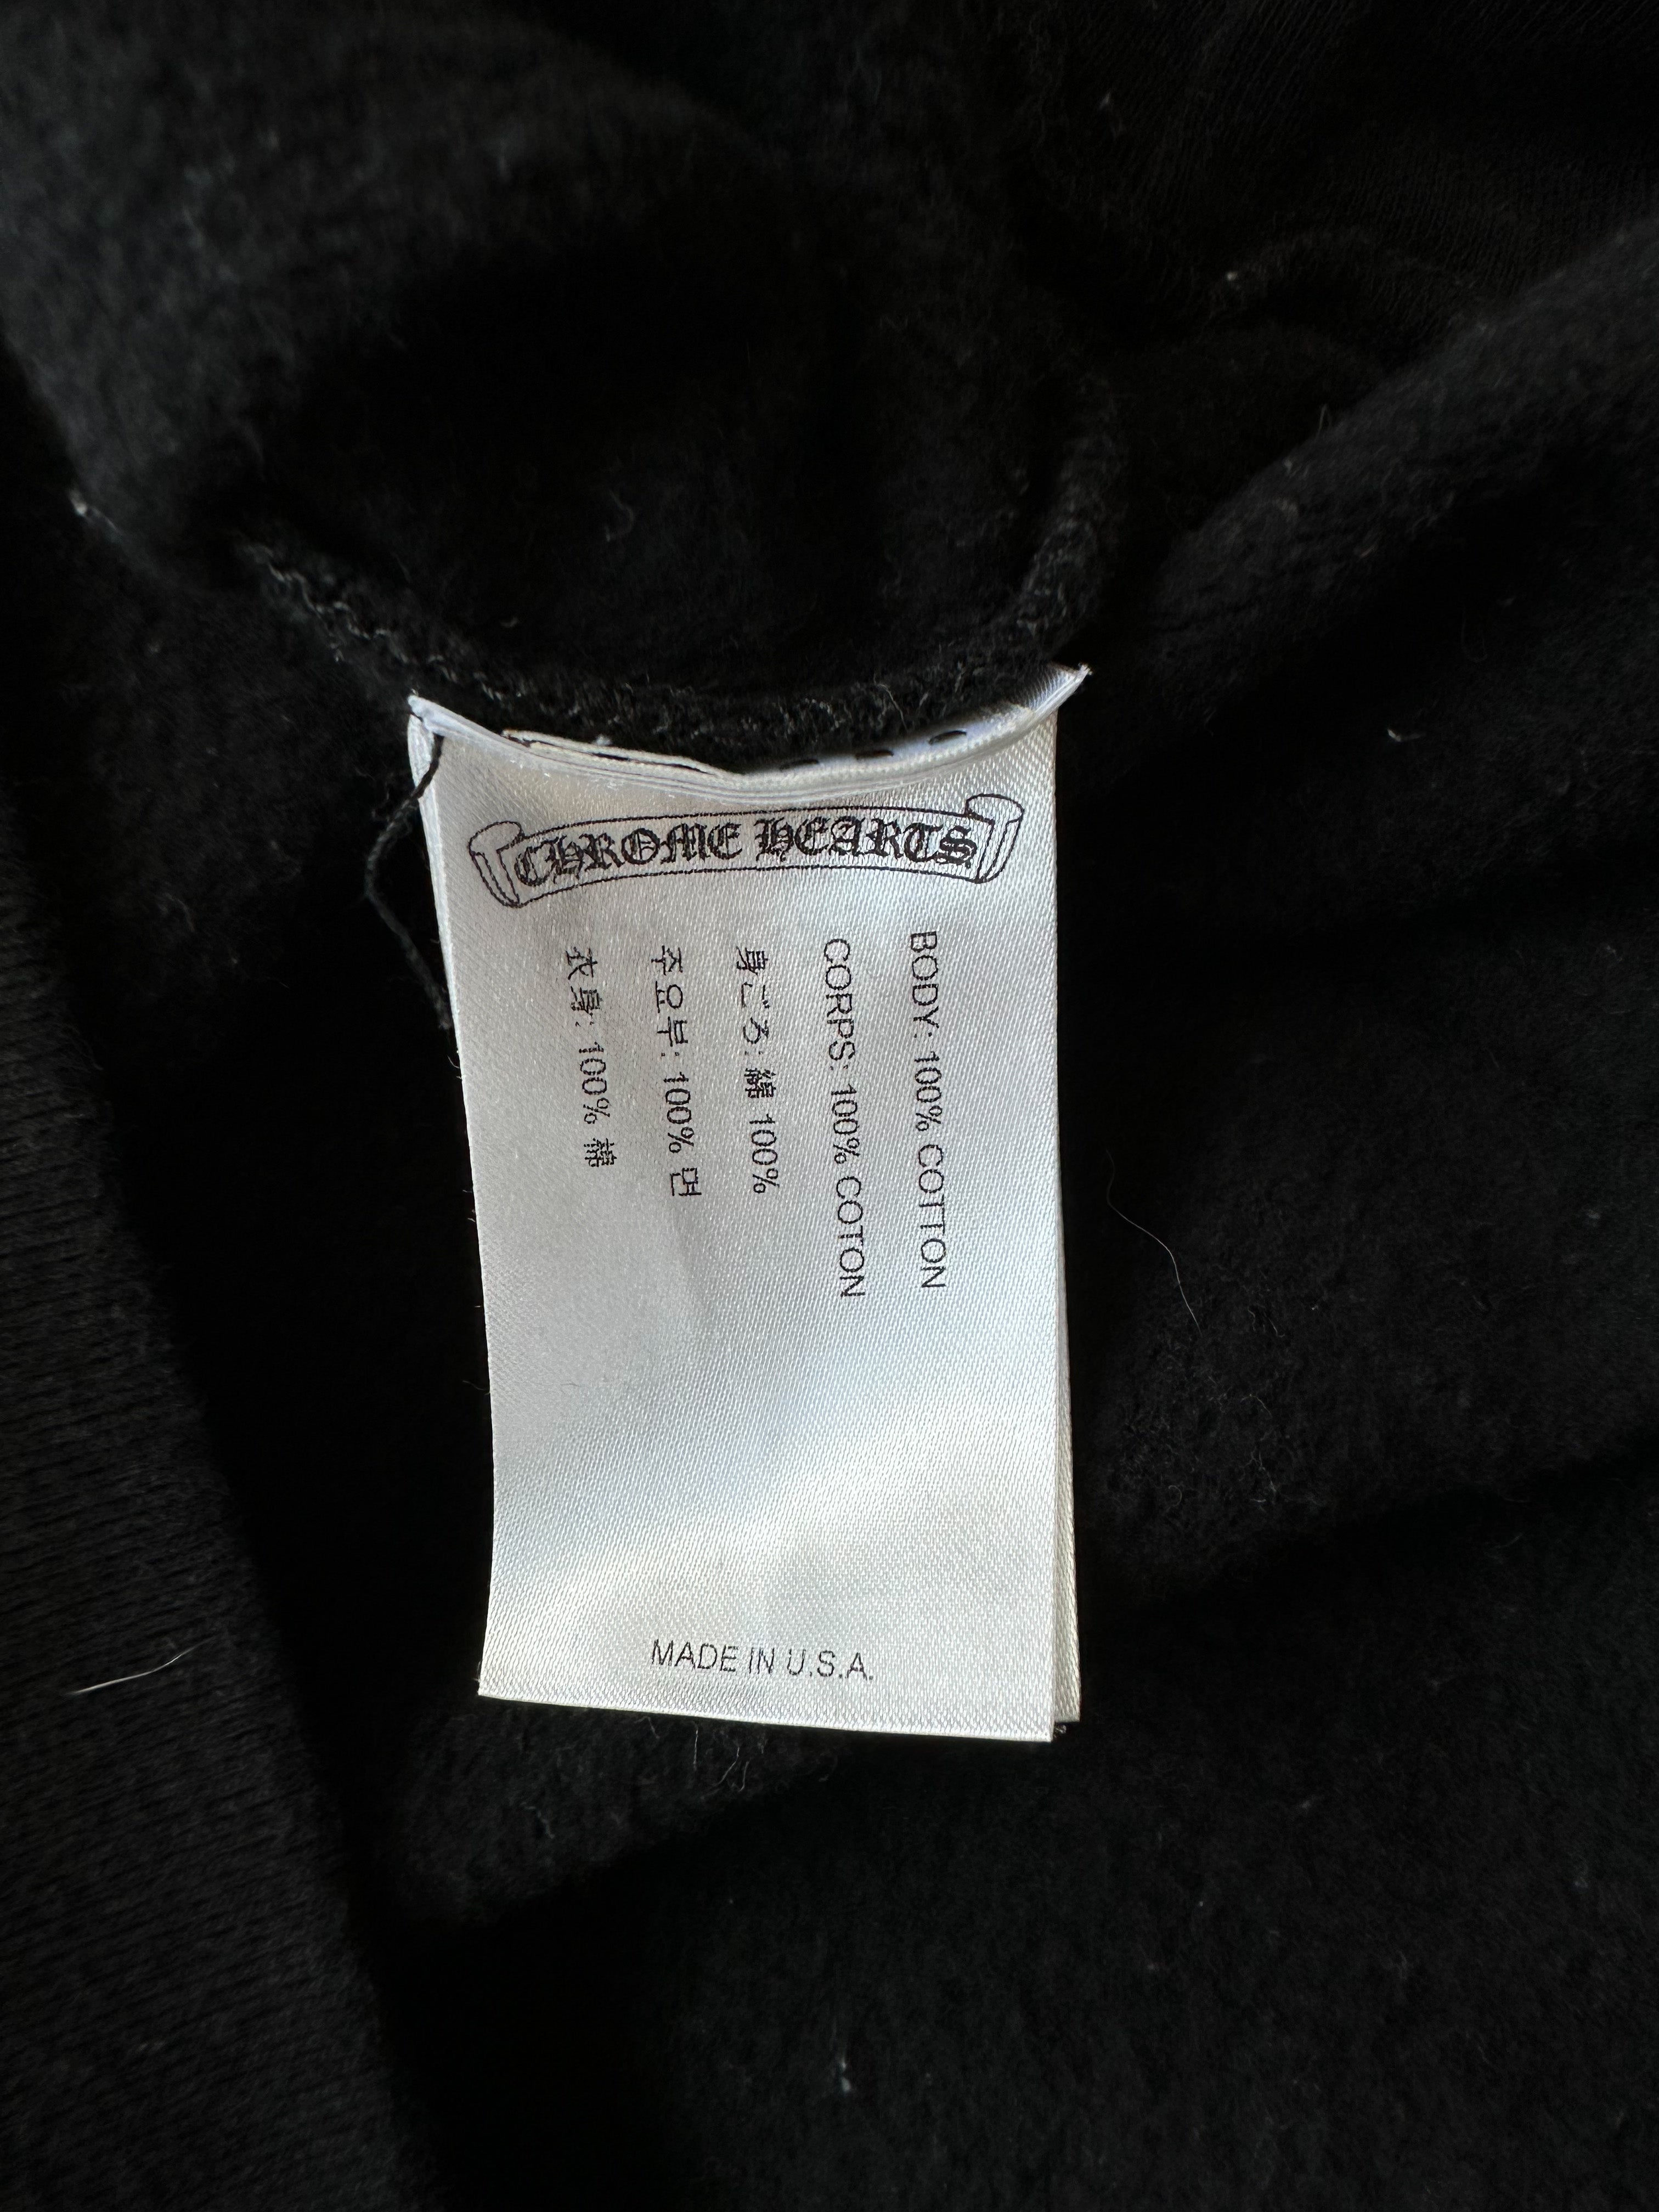 CHROME HEARTS
BODY: 100% COTTON
CORPS: 100% COTON
身ごろ: 綿 100%
주요부: 100% 면
衣身: 100% 棉
MADE IN U.S.A.